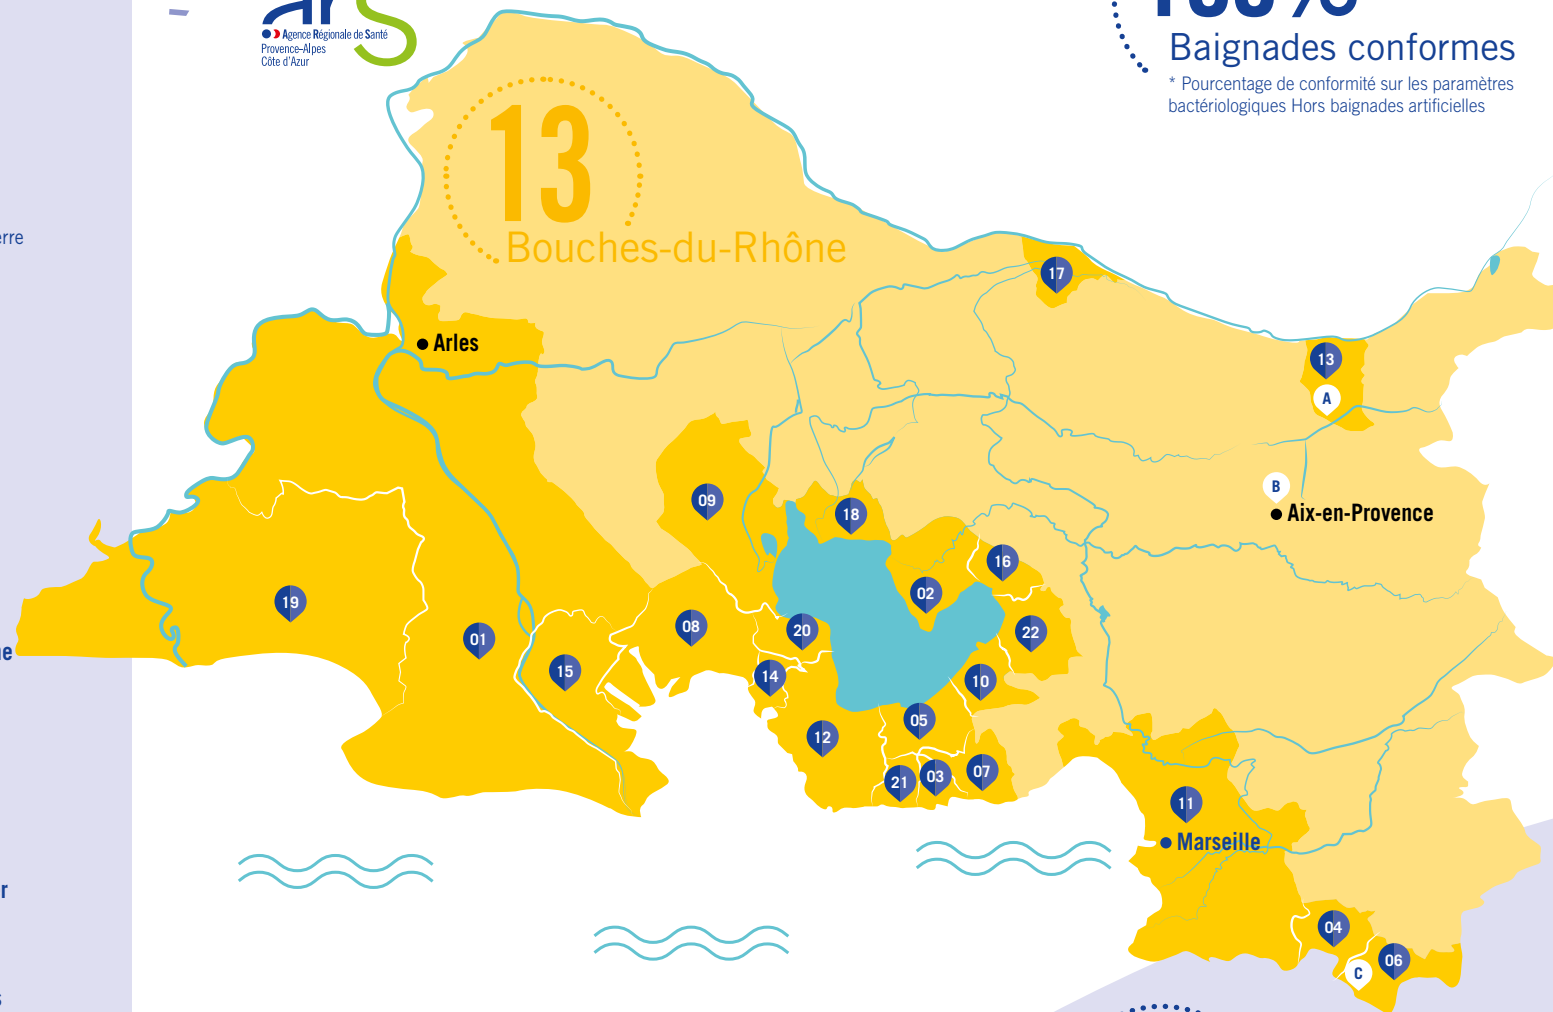 Agence Régionale de Santé
Provence-Alpes
Côte d'Azur
Baignades conformes
* Pourcentage de conformité sur les paramètres
bactériologiques Hors baignades artificielles
13
Bouches-du-Rhône
17
Arles
13
A
B
Aix-en-Provence
09
18
16
02
19
01
08
20
22
15
14
10
05
12
21
03
07
11
Marseille
04
06
C